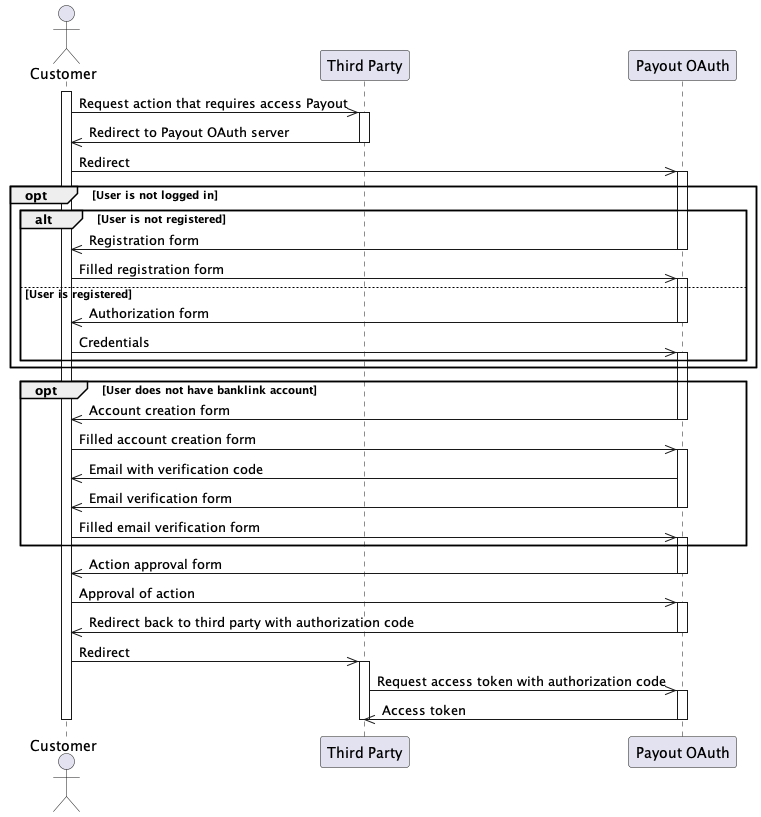 Customer
Third Party
Payout OAuth
Request action that requires access Payout
Redirect to Payout OAuth server
Redirect
opt
[User is not logged in]
alt
[User is not registered]
Registration form
Filled registration form
[User is registered]
Authorization form
Credentials
opt
[User does not have banklink account]
Account creation form
Filled account creation form
Email with verification code
Email verification form
Filled email verification form
Action approval form
Approval of action
Redirect back to third party with authorization code
Redirect
Request access token with authorization code
Access token
Customer
Third Party
Payout OAuth